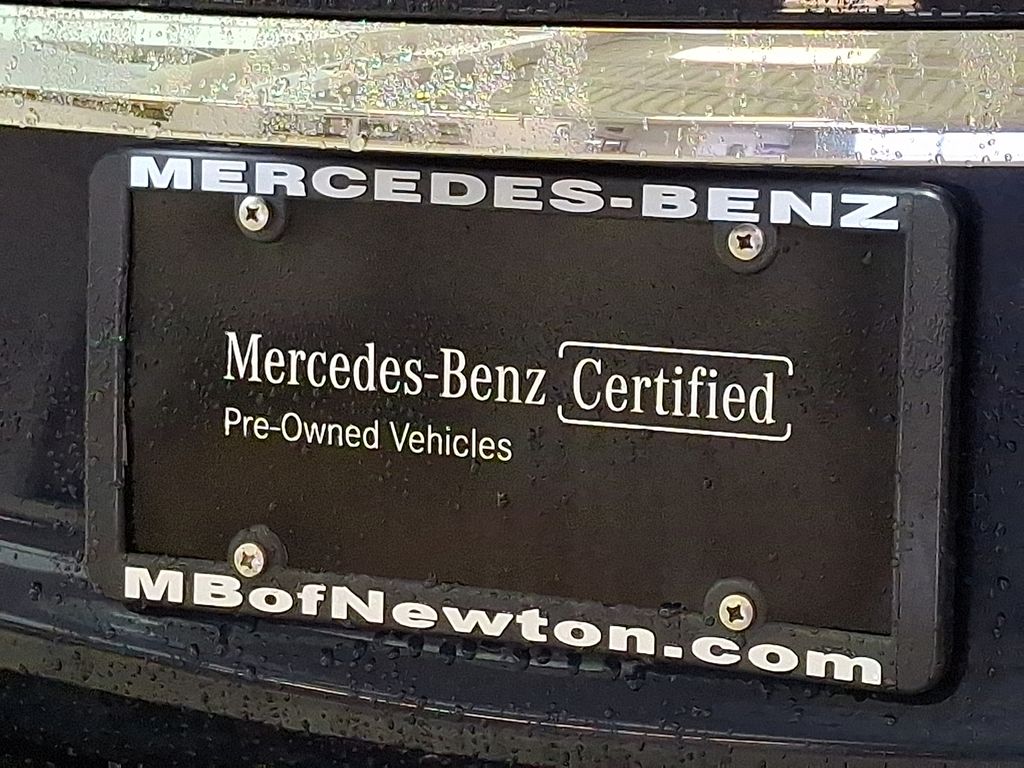 MERCEDES-BENZ
Mercedes-Benz Certified
Pre-Owned Vehicles
MBofNewton.com